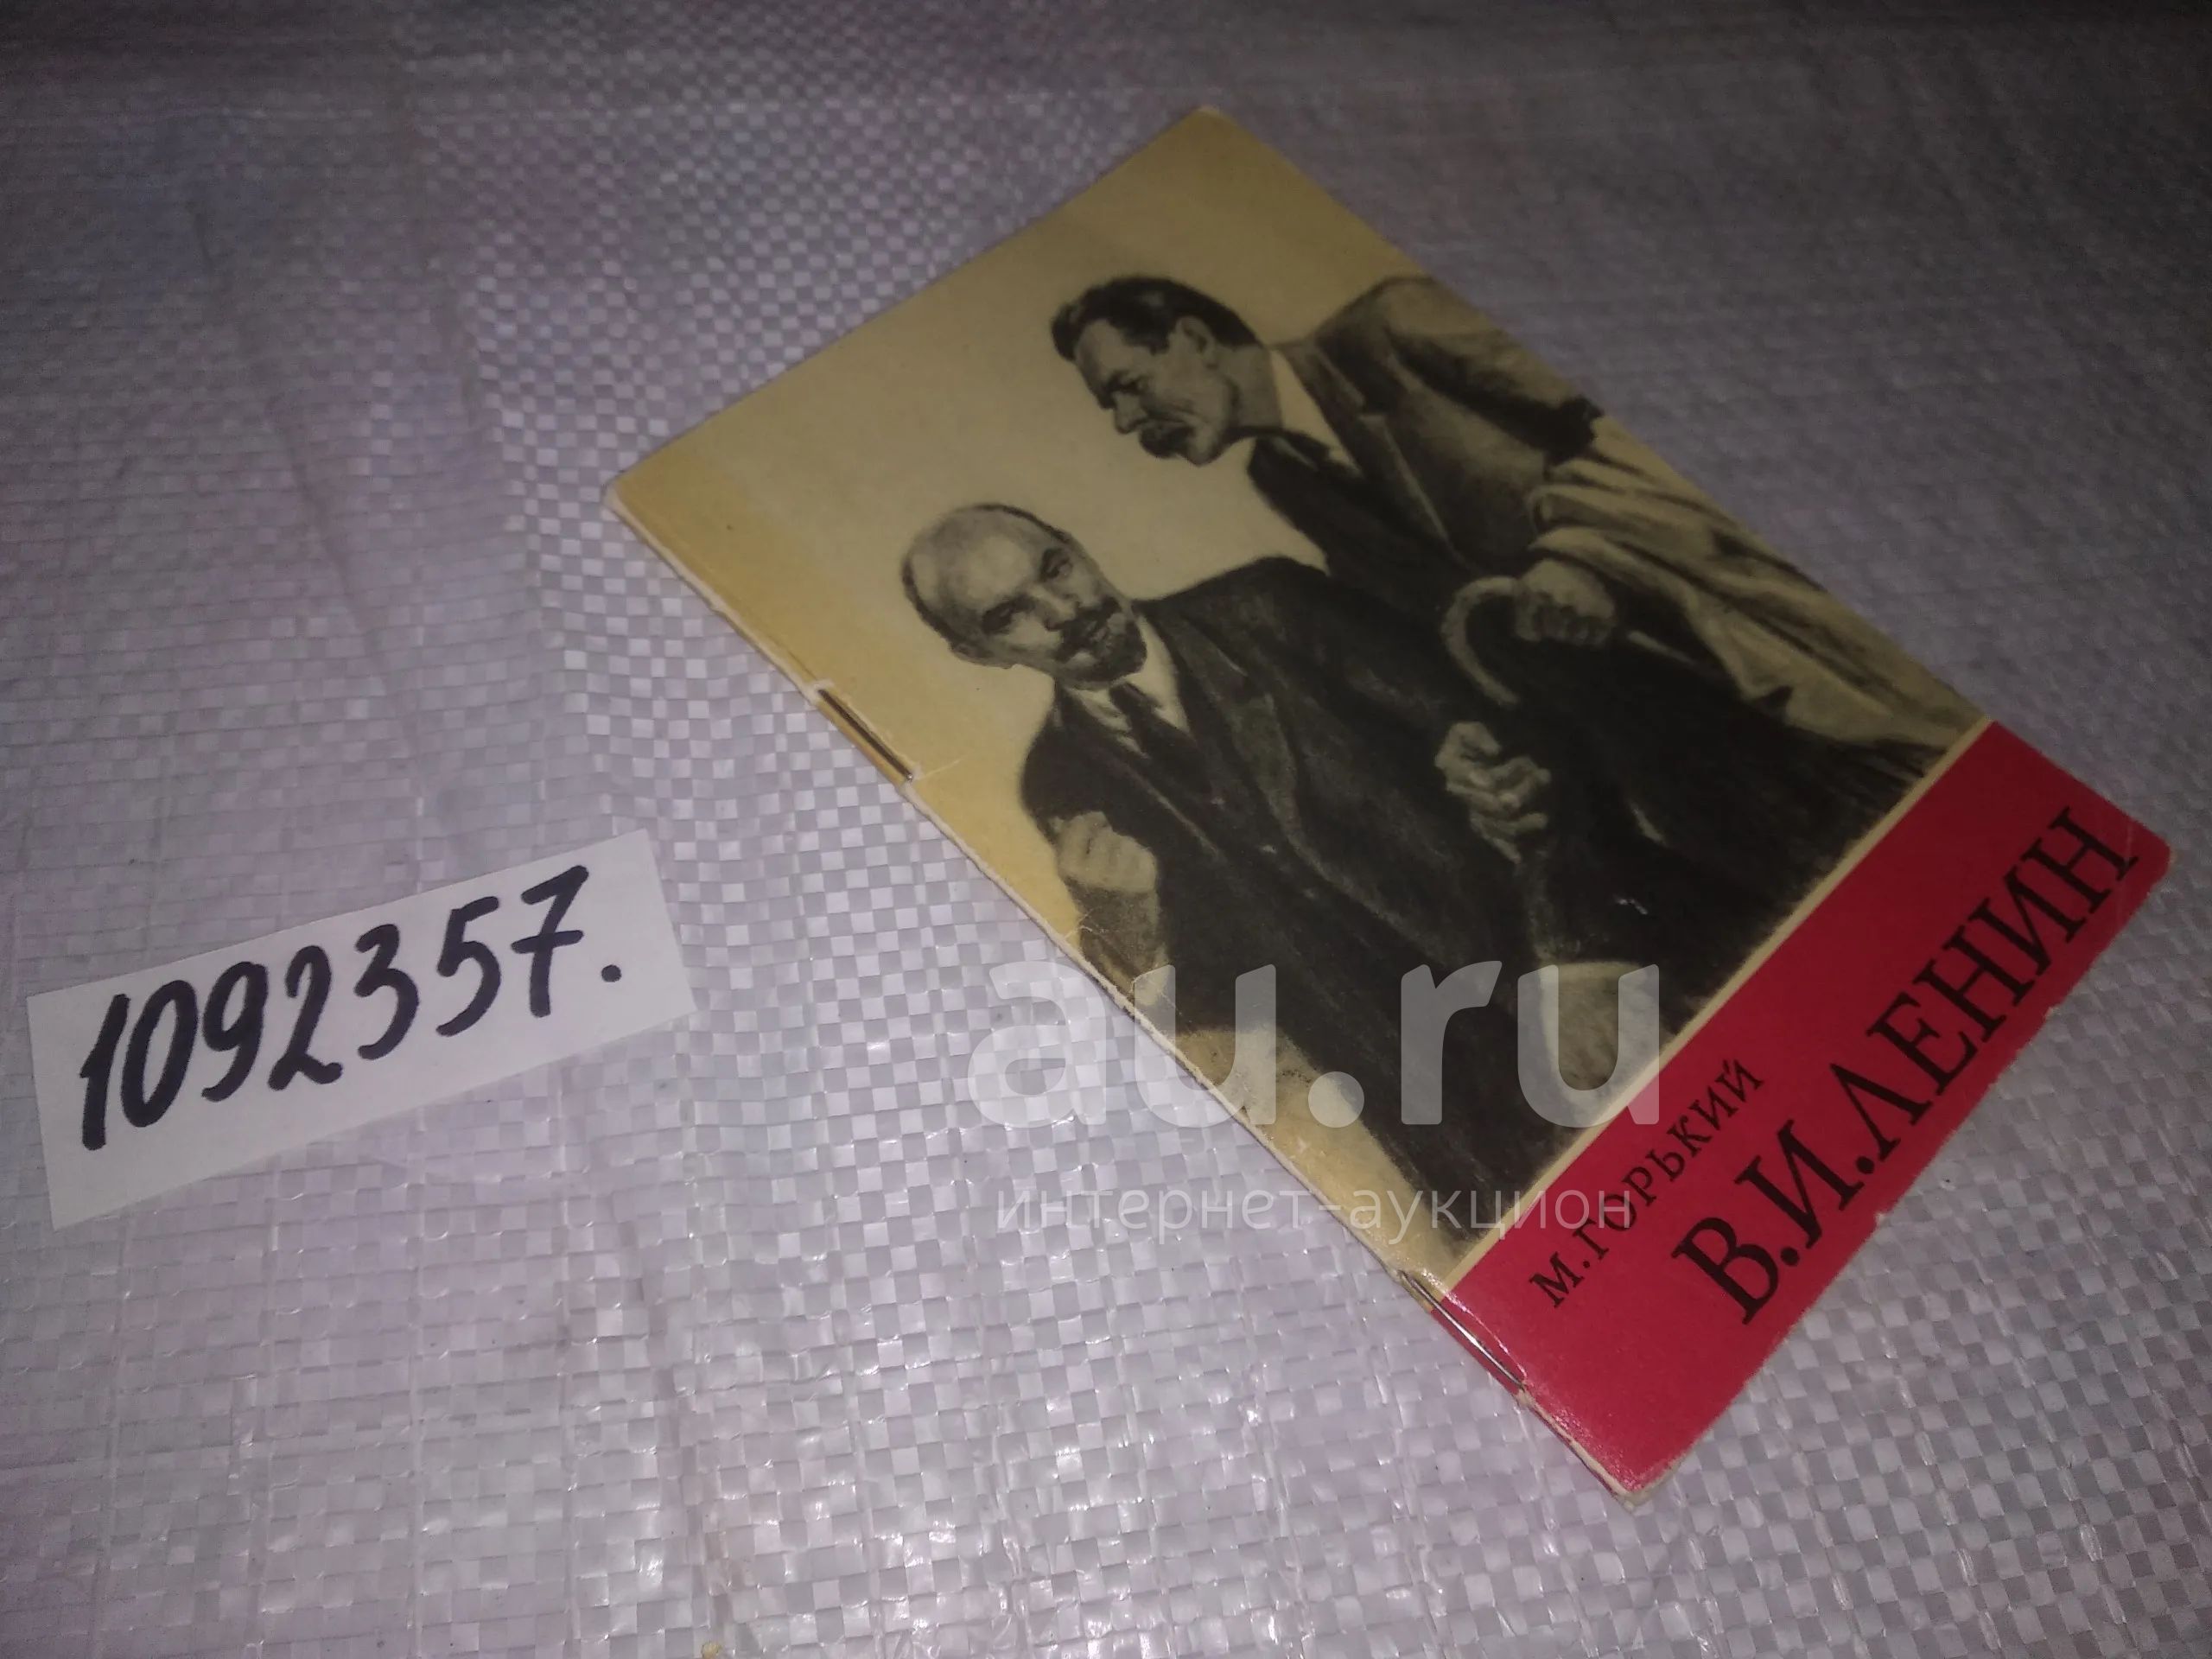 1092357.
М.ГОРЬКИЙ
В.И.ЛЕНИН
au.ru
интернет-аукцион